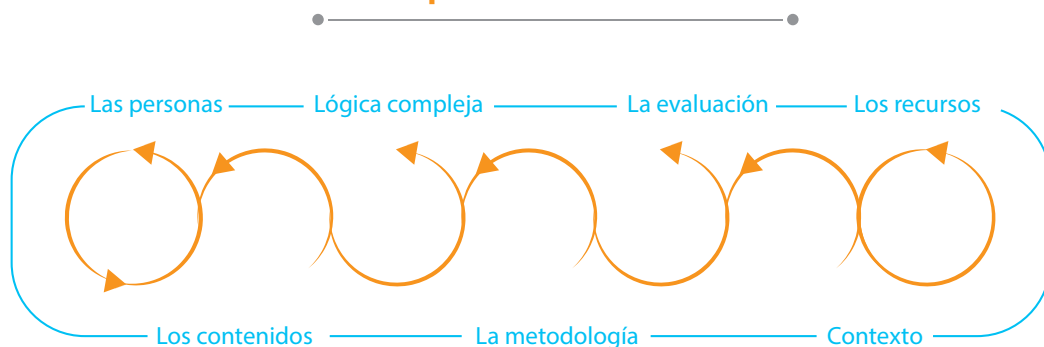 Las personas Lógica compleja La evaluación Los recursos
Los contenidos La metodología Contexto